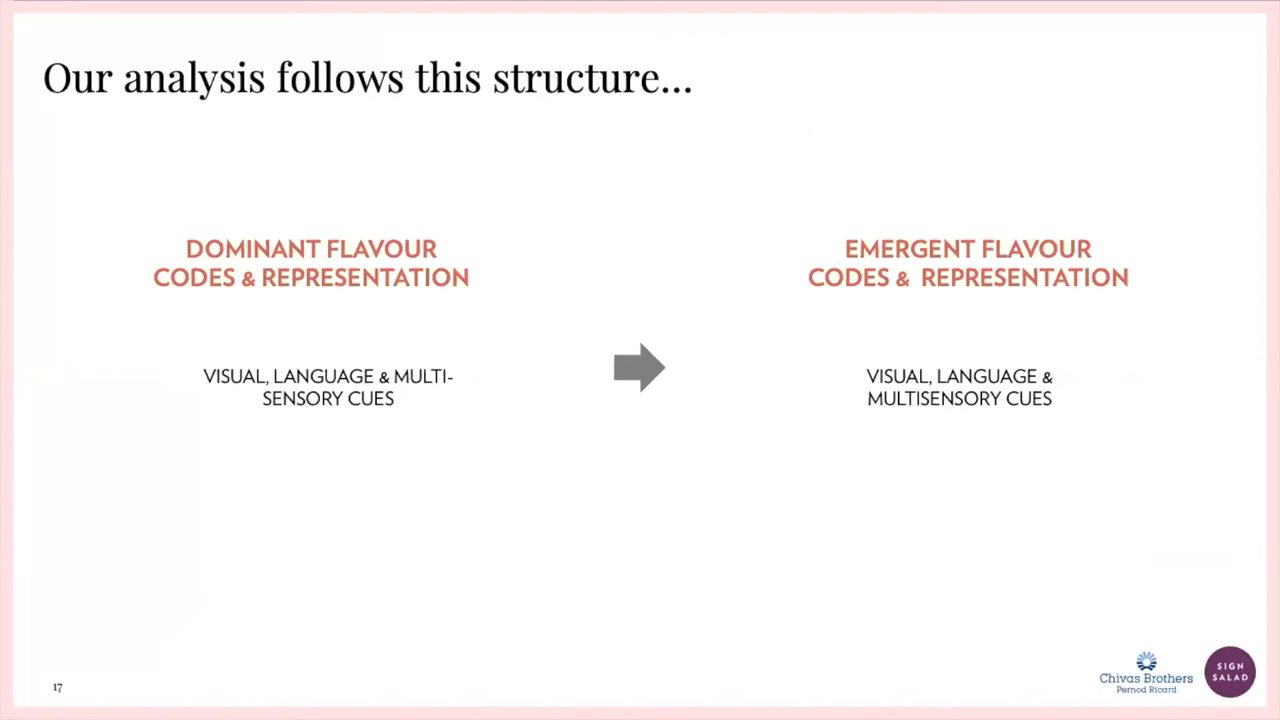 Our analysis follows this structure...
DOMINANT FLAVOUR
CODES & REPRESENTATION
VISUAL, LANGUAGE & MULTI-
SENSORY CUES
EMERGENT FLAVOUR
CODES & REPRESENTATION
VISUAL, LANGUAGE &
MULTISENSORY CUES
17
Chivas Brothers
Pernod Ricard
SIGN
SALAD